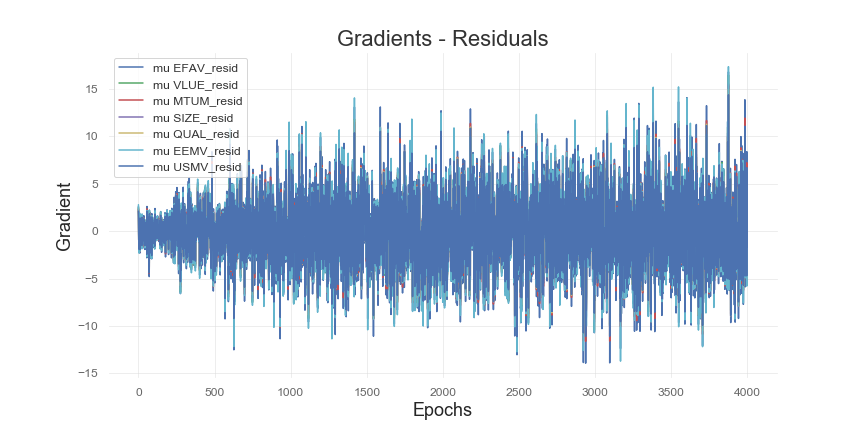 Gradients - Residuals
mu EFAV_resid
mu VLUE_resid
mu MTUM_resid
mu SIZE_resid
mu QUAL_resid
mu EEMV_resid
mu USMV_resid
Gradient
15
10
5
0
−5
−10
−15
0 500 1000 1500 2000 2500 3000 3500 4000
Epochs